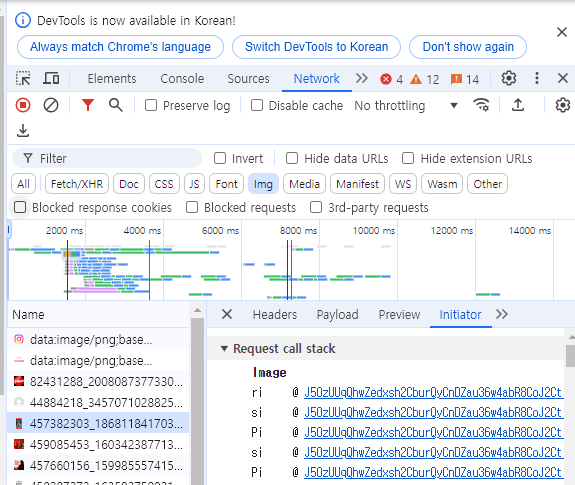 DevTools is now available in Korean!
Always match Chrome's language Switch DevTools to Korean Don't show again
Elements Console Sources Network 4 12 14
Preserve log Disable cache No throttling
Filter Invert Hide data URLs Hide extension URLs
All Fetch/XHR Doc CSS JS Font Img Media Manifest WS Wasm Other
Blocked response cookies Blocked requests 3rd-party requests
2000 ms 4000 ms 6000 ms 8000 ms 10000 ms 12000 ms 14000 ms
Name Headers Payload Preview Initiator
data:image/png;base...
data:image/png;base...
82431288_2008087377330...
44884218_3457071028825...
457382303_186811841703...
459085453_160342387713...
457660156_159985557415...
Request call stack
Image
ri @ J5OzUUqQhwZedxsh2CburQyCnDZau36w4abR8CoJ2Ct
si @ J5OzUUqQhwZedxsh2CburQyCnDZau36w4abR8CoJ2Ct
Pi @ J5OzUUqQhwZedxsh2CburQyCnDZau36w4abR8CoJ2Ct
si @ J5OzUUqQhwZedxsh2CburQyCnDZau36w4abR8CoJ2Ct
Pi @ J5OzUUqQhwZedxsh2CburQyCnDZau36w4abR8CoJ2Ct